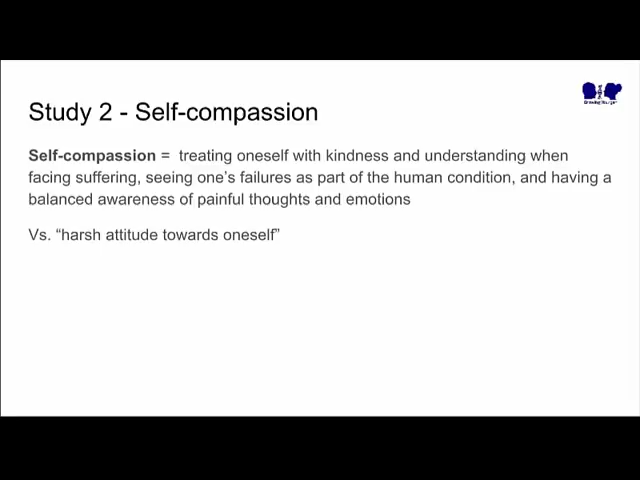 Study 2 - Self-compassion
Self-compassion = treating oneself with kindness and understanding when
facing suffering, seeing one’s failures as part of the human condition, and having a
balanced awareness of painful thoughts and emotions
Vs. “harsh attitude towards oneself”